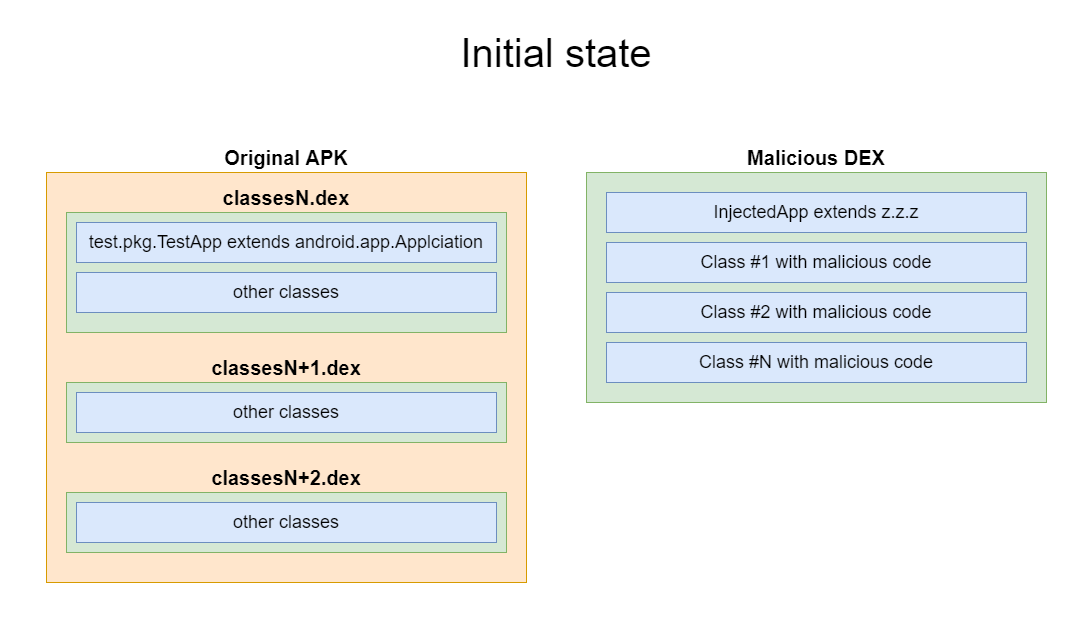 Initial state
Original APK
classesN.dex
test.pkg.TestApp extends android.app.Applciation
other classes
classesN+1.dex
other classes
classesN+2.dex
other classes
Malicious DEX
InjectedApp extends z.z.z
Class #1 with malicious code
Class #2 with malicious code
Class #N with malicious code